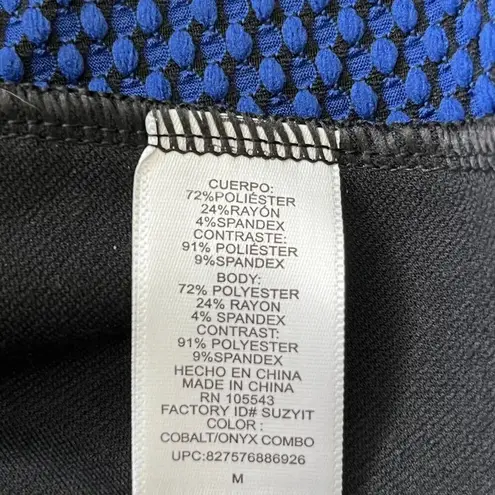 CUERPO:
72%POLIÉSTER
24%RAYÓN
4%SPANDEX
CONTRASTE:
91% POLIÉSTER
9%SPANDEX
BODY:
72% POLYESTER
24% RAYON
4% SPANDEX
CONTRAST:
91% POLYESTER
9%SPANDEX
HECHO EN CHINA
MADE IN CHINA
RN 105543
FACTORY ID# SUZYIT
COLOR :
COBALT/ONYX COMBO
UPC:827576886926
M